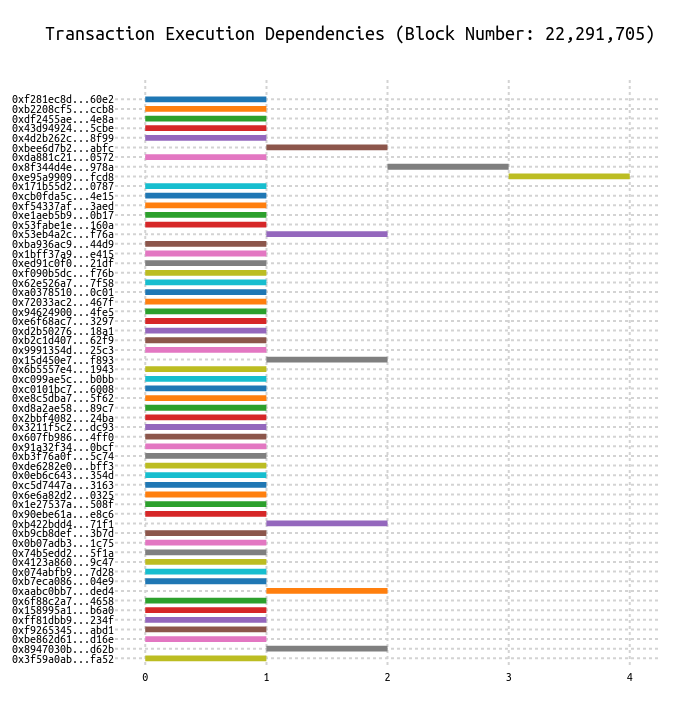 Transaction Execution Dependencies (Block Number: 22,291,705)
0xf281ec8d...60e2
0xb2208cf5...ccb8
0xdf2455ae...4e8a
0x43d94924...5cbe
0x4d2b262c...8f99
0xbee6d7b2...abfc
0xda881c21...0572
0x8f344d4e...978a
0xe95a9909...fcd8
0x171b55d2...0787
0xcb0fda5c...4e15
0xf54337af...3aed
0xe1aeb5b9...0b17
0x53fabe1e...160a
0x53eb4a2c...f76a
0xba936ac9...44d9
0x1bff37a9...e415
0xed91c0f0...21df
0xf090b5dc...f76b
0x62e526a7...7f58
0xa0378510...0c01
0x72033ac2...467f
0x94624900...4fe5
0xe6f68ac7...3297
0xd2b50276...18a1
0xb2c1d407...62f9
0x9991354d...25c3
0x15d450e7...f893
0x6b5557e4...1943
0xc099ae5c...b0bb
0xc0101bc7...6008
0xe8c5dba7...5f62
0xd8a2ae58...89c7
0x2bbf4082...24ba
0x3211f5c2...dc93
0x607fb986...4ff0
0x91a32f34...0bcf
0xb3f76a0f...5c74
0xde6282e0...bff3
0x0eb6c643...354d
0xc5d7447a...3163
0x6e6a82d2...0325
0x1e27537a...508f
0x90ebe61a...e8c6
0xb422bdd4...71f1
0xb9cb8def...3b7d
0x0b07adb3...1c75
0x74b5edd2...5f1a
0x4123a860...9c47
0x074abfb9...7d28
0xb7eca086...04e9
0xaabc0bb7...ded4
0x6f88c2a7...4658
0x158995a1...b6a0
0xff81dbb9...234f
0xf9265345...abd1
0xbe862d61...d16e
0x8947030b...d62b
0x3f59a0ab...fa52
0 1 2 3 4